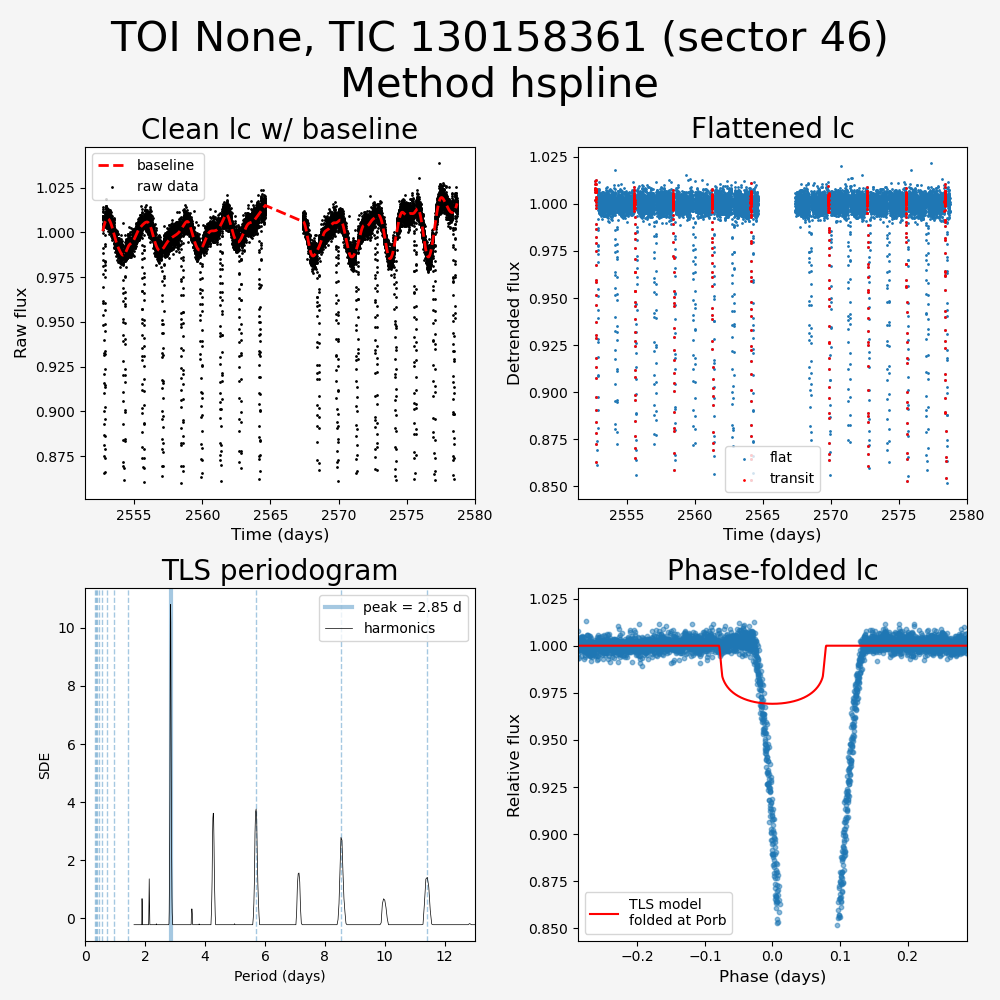 TOI None, TIC 130158361 (sector 46)
Method hspline
Clean lc w/ baseline
baseline
raw data
1.025
1.000
0.975
0.950
0.925
0.900
0.875
Raw flux
2555
2560
2565
2570
2575
2580
Time (days)
Flattened lc
1.025
1.000
0.975
0.950
0.925
0.900
0.875
0.850
Detrended flux
flat
transit
2555
2560
2565
2570
2575
2580
Time (days)
TLS periodogram
peak = 2.85 d
harmonics
10
8
6
4
2
0
SDE
0
2
4
6
8
10
12
Period (days)
Phase-folded lc
1.025
1.000
0.975
0.950
0.925
0.900
0.875
0.850
Relative flux
TLS model
folded at Porb
−0.2
−0.1
0.0
0.1
0.2
Phase (days)